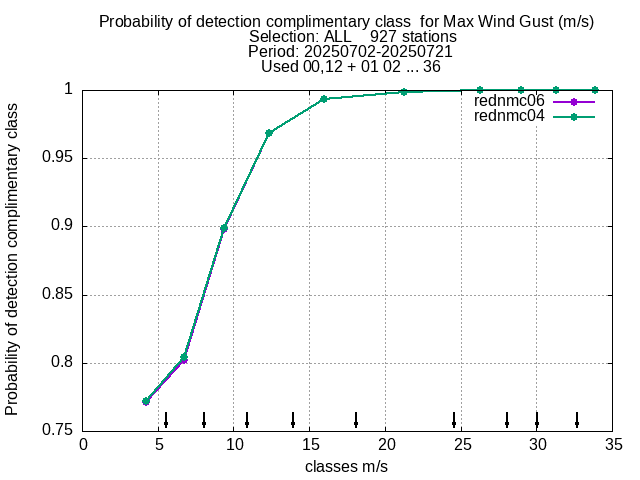 Probability of detection complimentary class  for Max Wind Gust (m/s)
Selection: ALL    927 stations
Period: 20250702-20250721
Used 00,12 + 01 02 ... 36
Probability of detection complimentary class
1
0.95
0.9
0.85
0.8
0.75
rednmc06
rednmc04
0 5 10 15 20 25 30 35
classes m/s